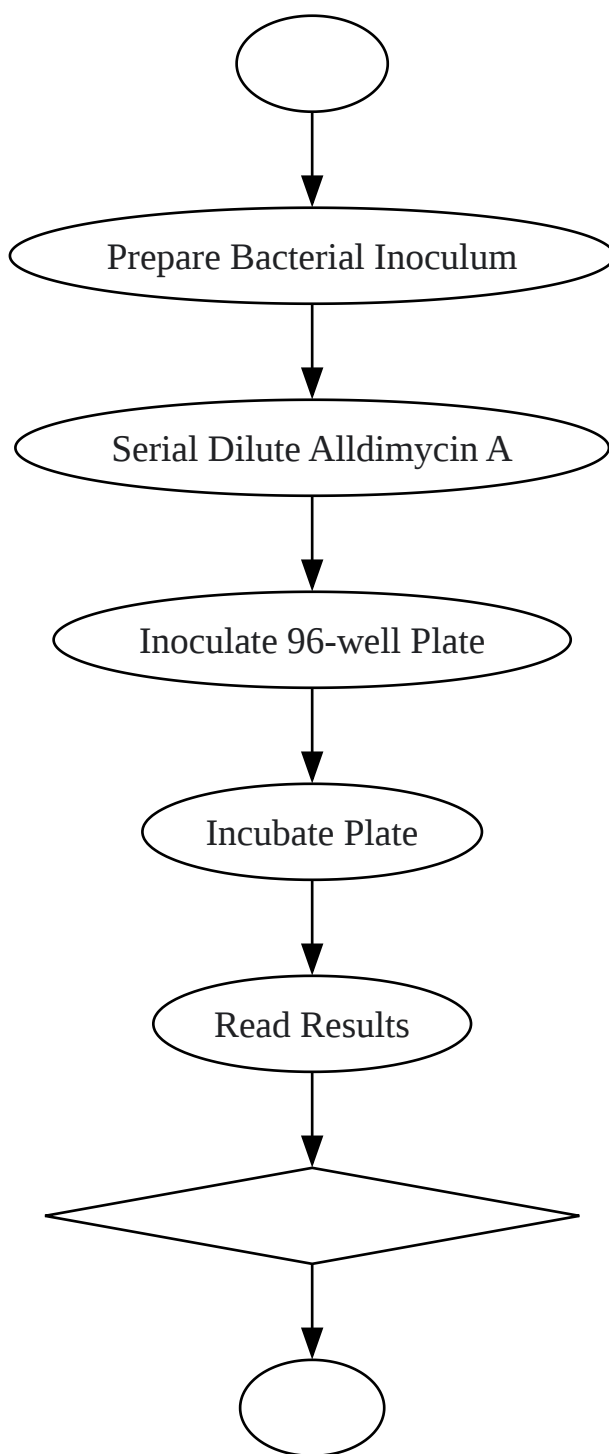 Prepare Bacterial Inoculum
Serial Dilute Alldimycin A
Inoculate 96-well Plate
Incubate Plate
Read Results